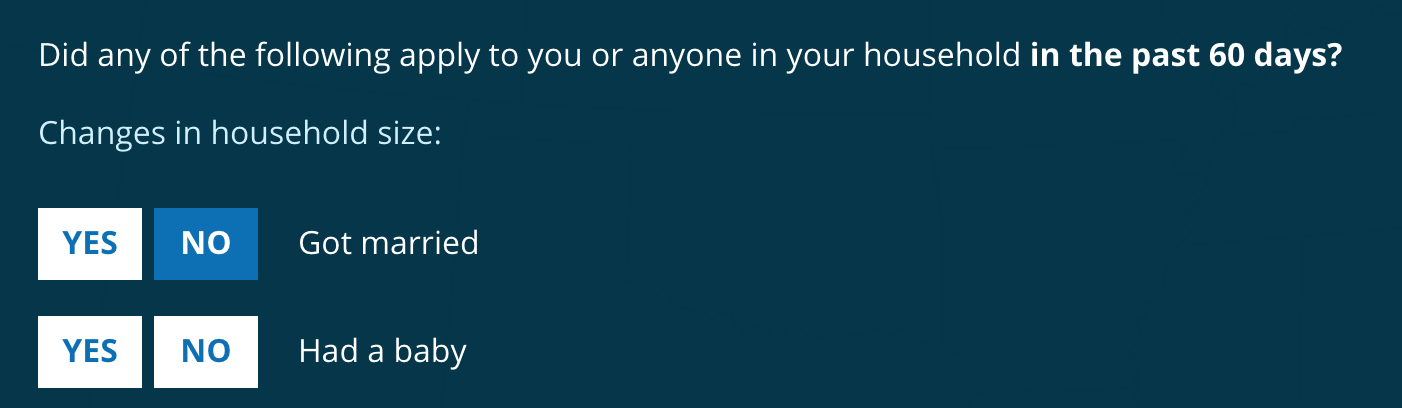 Did any of the following apply to you or anyone in your household in the past 60 days?
Changes in household size:
YES NO Got married
YES NO Had a baby